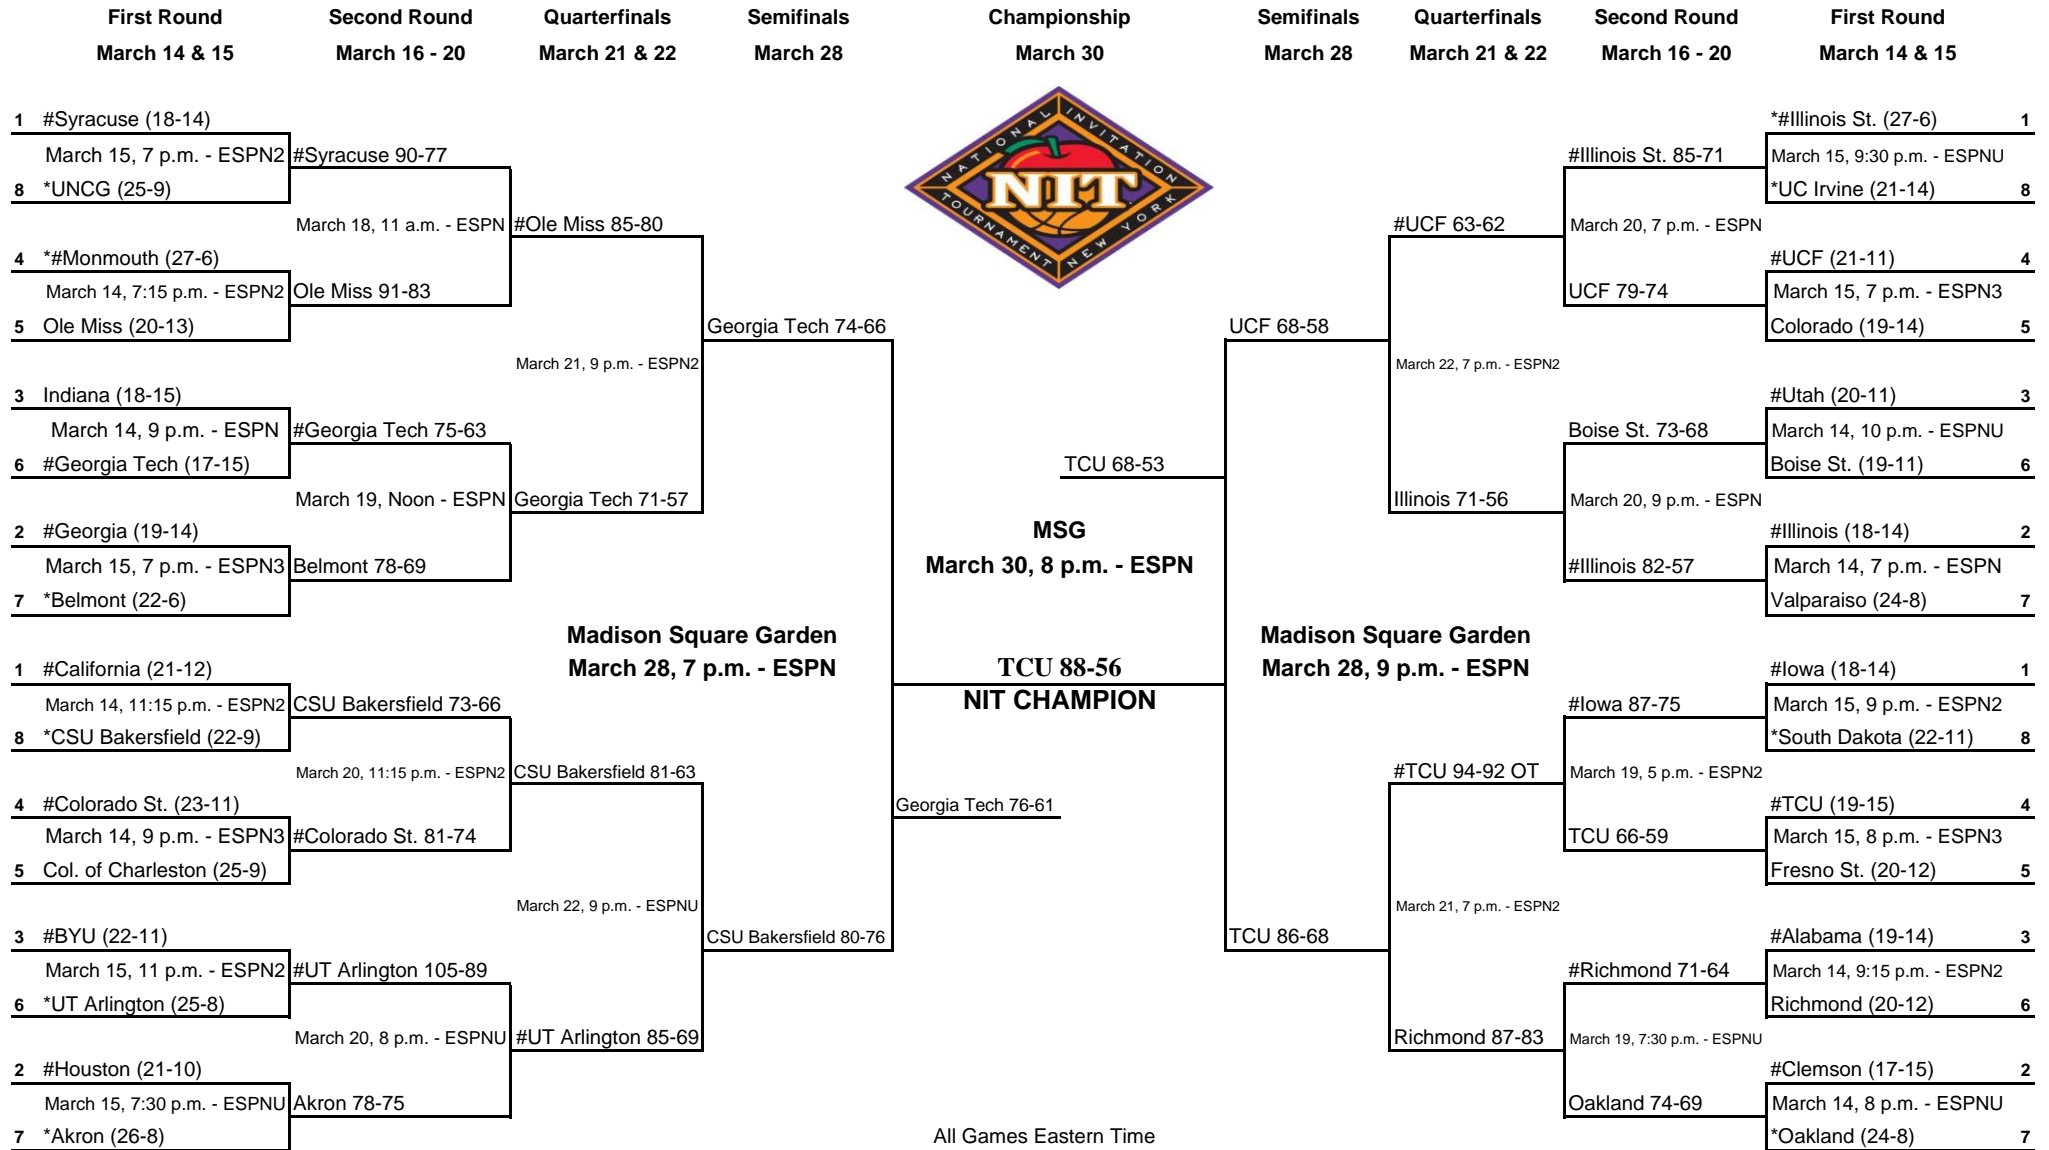 First Round
March 14 & 15
Second Round
March 16 - 20
Quarterfinals
March 21 & 22
Semifinals
March 28
Championship
March 30
Semifinals
March 28
Quarterfinals
March 21 & 22
Second Round
March 16 - 20
First Round
March 14 & 15
1 #Syracuse (18-14)
March 15, 7 p.m. - ESPN2
8 *UNCG (25-9)
4 *#Monmouth (27-6)
March 14, 7:15 p.m. - ESPN2
5 Ole Miss (20-13)
3 Indiana (18-15)
March 14, 9 p.m. - ESPN
6 #Georgia Tech (17-15)
2 #Georgia (19-14)
March 15, 7 p.m. - ESPN3
7 *Belmont (22-6)
1 #California (21-12)
March 14, 11:15 p.m. - ESPN2
8 *CSU Bakersfield (22-9)
4 #Colorado St. (23-11)
March 14, 9 p.m. - ESPN3
5 Col. of Charleston (25-9)
3 #BYU (22-11)
March 15, 11 p.m. - ESPN2
6 *UT Arlington (25-8)
2 #Houston (21-10)
March 15, 7:30 p.m. - ESPNU
7 *Akron (26-8)
#Syracuse 90-77
March 18, 11 a.m. - ESPN
Ole Miss 91-83
#Georgia Tech 75-63
March 19, Noon - ESPN
Belmont 78-69
CSU Bakersfield 73-66
March 20, 11:15 p.m. - ESPN2
#Colorado St. 81-74
#UT Arlington 105-89
March 20, 8 p.m. - ESPNU
Akron 78-75
#Ole Miss 85-80
March 21, 9 p.m. - ESPN2
Georgia Tech 71-57
CSU Bakersfield 81-63
March 22, 9 p.m. - ESPNU
#UT Arlington 85-69
Georgia Tech 74-66
Madison Square Garden
March 28, 7 p.m. - ESPN
CSU Bakersfield 80-76
NATIONAL INVITATION
NIT
TOURNAMENT NEW YORK
TCU 68-53
MSG
March 30, 8 p.m. - ESPN
TCU 88-56
NIT CHAMPION
Georgia Tech 76-61
All Games Eastern Time
UCF 68-58
Madison Square Garden
March 28, 9 p.m. - ESPN
TCU 86-68
#UCF 63-62
March 22, 7 p.m. - ESPN2
Illinois 71-56
#TCU 94-92 OT
March 21, 7 p.m. - ESPN2
Richmond 87-83
#Illinois St. 85-71
March 20, 7 p.m. - ESPN
UCF 79-74
Boise St. 73-68
March 20, 9 p.m. - ESPN
#Illinois 82-57
#Iowa 87-75
March 19, 5 p.m. - ESPN2
TCU 66-59
#Richmond 71-64
March 19, 7:30 p.m. - ESPNU
Oakland 74-69
*#Illinois St. (27-6) 1
March 15, 9:30 p.m. - ESPNU
*UC Irvine (21-14) 8
#UCF (21-11) 4
March 15, 7 p.m. - ESPN3
Colorado (19-14) 5
#Utah (20-11) 3
March 14, 10 p.m. - ESPNU
Boise St. (19-11) 6
#Illinois (18-14) 2
March 14, 7 p.m. - ESPN
Valparaiso (24-8) 7
#Iowa (18-14) 1
March 15, 9 p.m. - ESPN2
*South Dakota (22-11) 8
#TCU (19-15) 4
March 15, 8 p.m. - ESPN3
Fresno St. (20-12) 5
#Alabama (19-14) 3
March 14, 9:15 p.m. - ESPN2
Richmond (20-12) 6
#Clemson (17-15) 2
March 14, 8 p.m. - ESPNU
*Oakland (24-8) 7